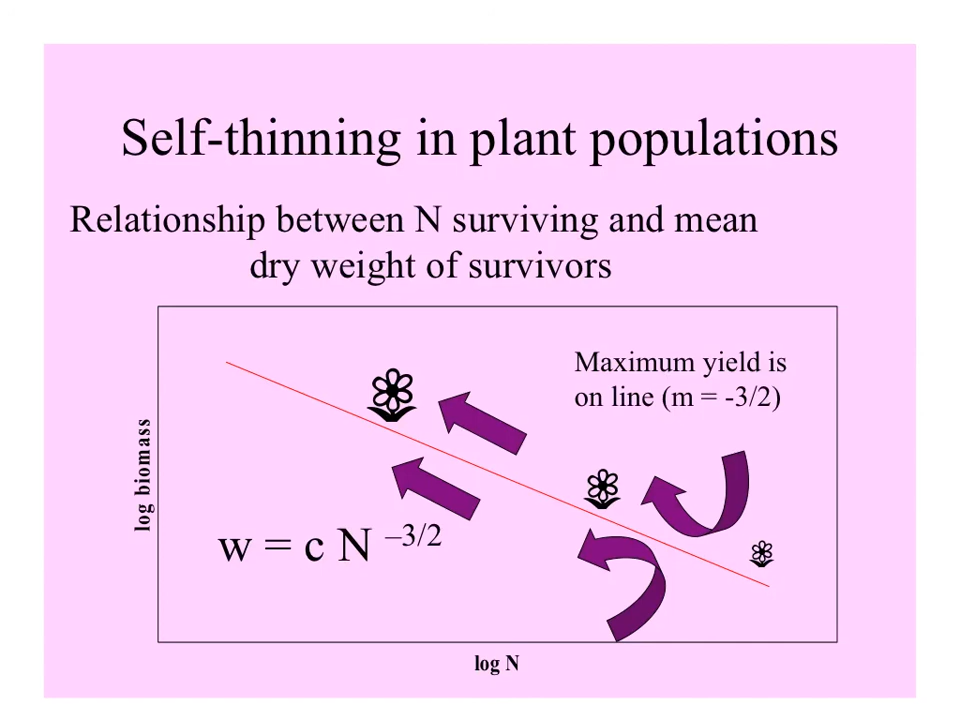 Self-thinning in plant populations
Relationship between N surviving and mean
dry weight of survivors
Maximum yield is
on line (m = -3/2)
log biomass
w = c N –3/2
log N